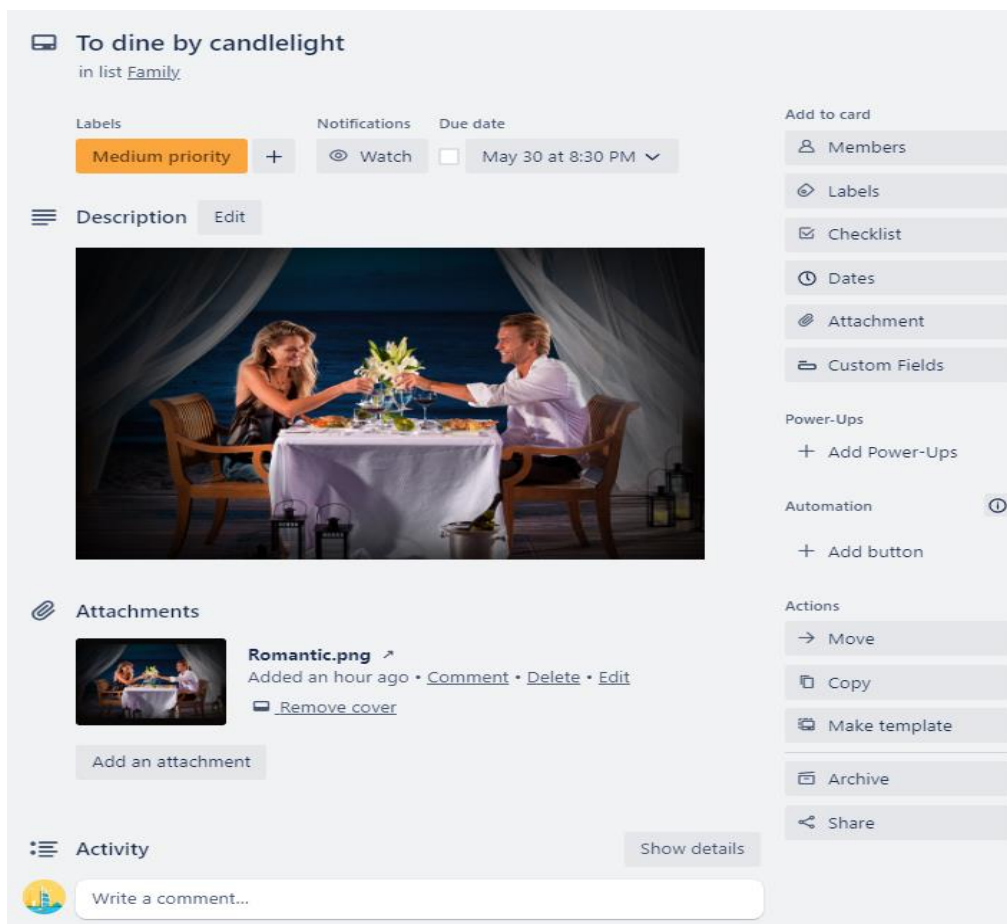 To dine by candlelight
in list Family
Labels
Notifications
Due date
Medium priority
+
Watch
May 30 at 8:30 PM
Description
Edit
Attachments
Romantic.png ↗
Added an hour ago • Comment • Delete • Edit
Remove cover
Add an attachment
Activity
Show details
Write a comment...
Add to card
Members
Labels
Checklist
Dates
Attachment
Custom Fields
Power-Ups
+ Add Power-Ups
Automation
+ Add button
Actions
→ Move
Copy
Make template
Archive
Share